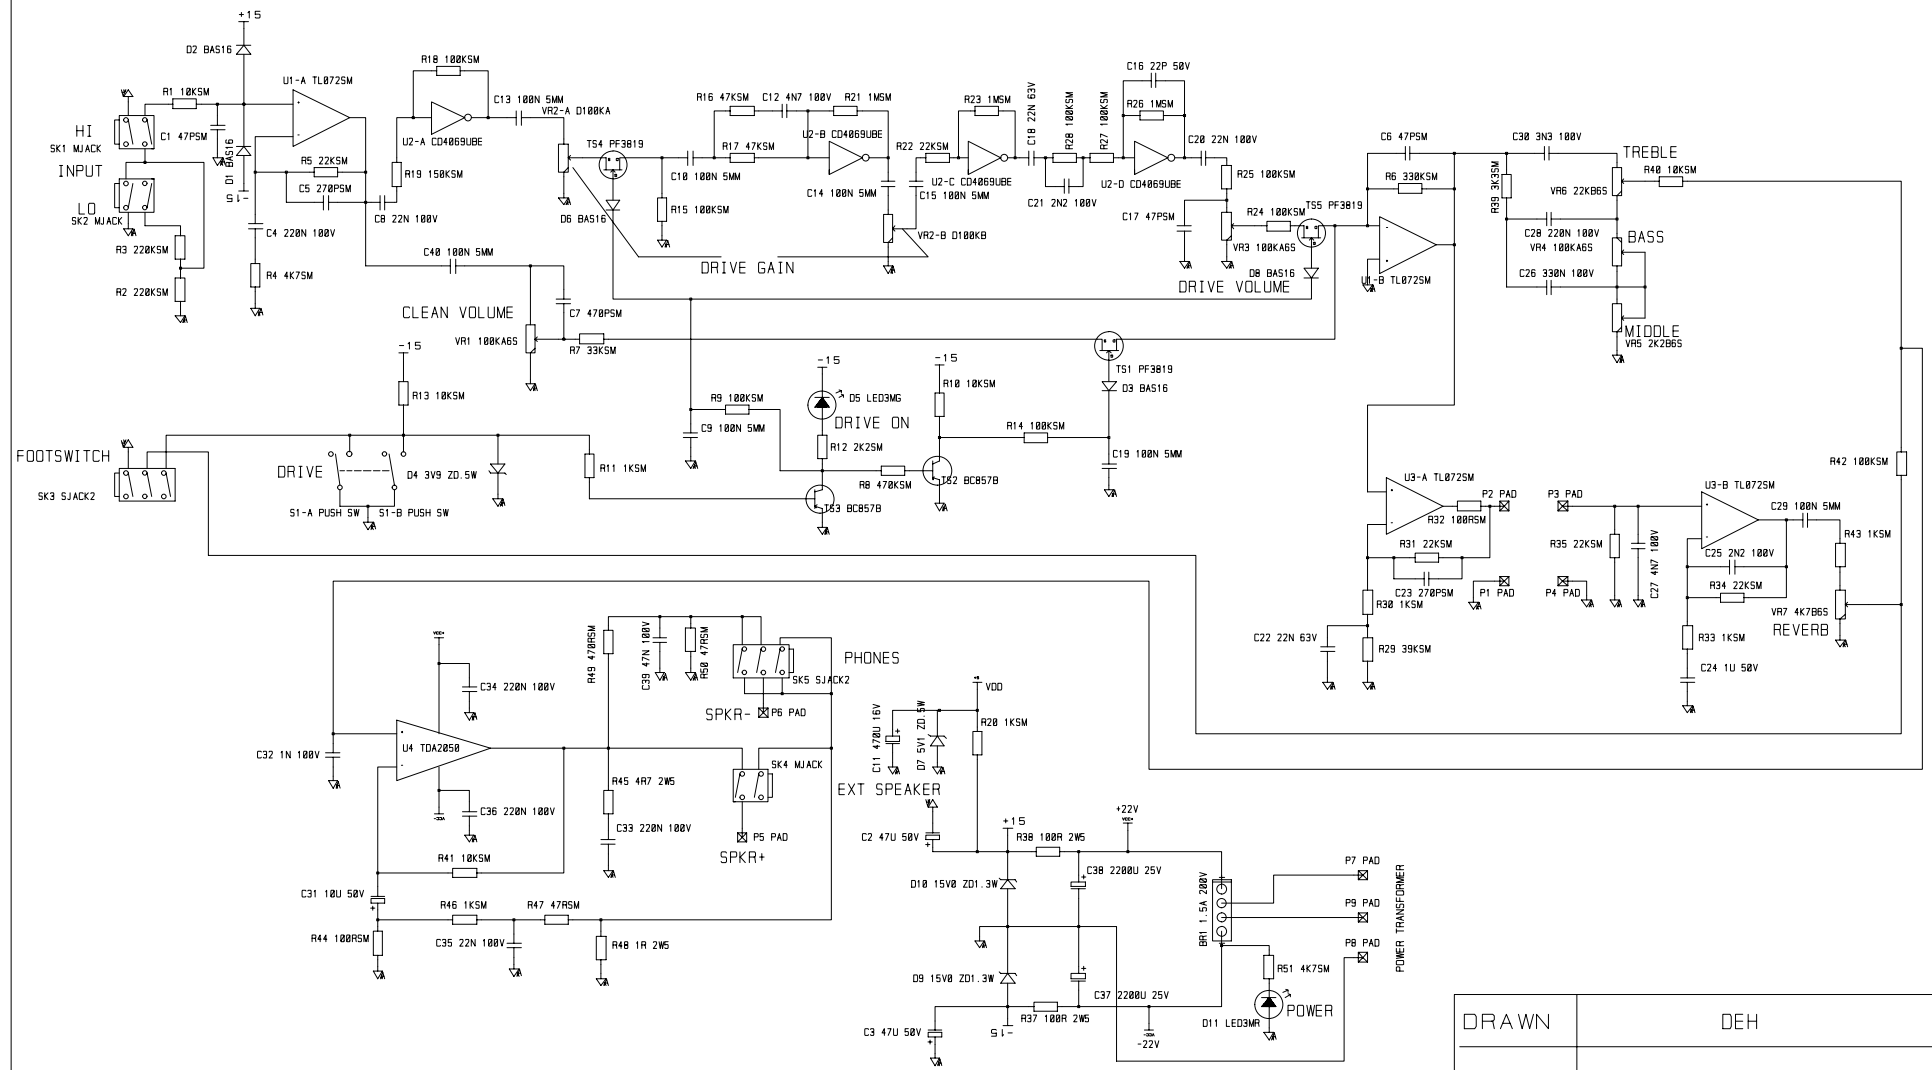 +15
D2 BAS16
R1 10KSM
U1-A TL072SM
HI
SK1 MJACK
C1 47PSM
INPUT
D1 BAS16
-15
R5 22KSM
C5 270PSM
LO
SK2 MJACK
R3 220KSM
R2 220KSM
C4 220N 100V
R4 4K7SM
C8 22N 100V
R18 100KSM
U2-A CD4069UBE
R19 150KSM
C13 100N 5MM
VR2-A D100KA
TS4 PF3819
D6 BAS16
R15 100KSM
R16 47KSM
C12 4N7 100V
R21 1MSM
R17 47KSM
C10 100N 5MM
U2-B CD4069UBE
C14 100N 5MM
VR2-B D100KB
DRIVE GAIN
R22 22KSM
C15 100N 5MM
R23 1MSM
U2-C CD4069UBE
C18 22N 63V
R28 100KSM
C21 2N2 100V
R27 100KSM
C16 22P 50V
R26 1MSM
U2-D CD4069UBE
C20 22N 100V
R25 100KSM
C17 47PSM
R24 100KSM
VR3 100KA6S
DRIVE VOLUME
TS5 PF3819
D8 BAS16
C6 47PSM
R6 330KSM
U1-B TL072SM
R39 3K3SM
C30 3N3 100V
TREBLE
VR6 22KB6S
R40 10KSM
C28 220N 100V
VR4 100KA6S
BASS
C26 330N 100V
MIDDLE
VR5 2K2B6S
C40 100N 5MM
CLEAN VOLUME
VR1 100KA6S
C7 470PSM
R7 33KSM
TS1 PF3819
D3 BAS16
-15
R13 10KSM
FOOTSWITCH
SK3 SJACK2
DRIVE
S1-A PUSH SW
S1-B PUSH SW
D4 3V9 ZD.5W
R11 1KSM
R9 100KSM
C9 100N 5MM
-15
D5 LED3MG
DRIVE ON
R12 2K2SM
TS3 BC857B
R8 470KSM
-15
R10 10KSM
TS2 BC857B
R14 100KSM
C19 100N 5MM
U3-A TL072SM
R32 100RSM
P2 PAD
P3 PAD
R31 22KSM
C23 270PSM
P1 PAD
P4 PAD
R30 1KSM
C22 22N 63V
R29 39KSM
R35 22KSM
C27 4N7 100V
U3-B TL072SM
C29 100N 5MM
C25 2N2 100V
R34 22KSM
R43 1KSM
R42 100KSM
VR7 4K7B6S
REVERB
R33 1KSM
C24 1U 50V
R49 470RSM
C39 47N 100V
R50 47RSM
PHONES
SK5 SJACK2
SPKR-
P6 PAD
C34 220N 100V
U4 TDA2050
C32 1N 100V
C36 220N 100V
R45 4R7 2W5
C33 220N 100V
SK4 MJACK
EXT SPEAKER
P5 PAD
SPKR+
R41 10KSM
C31 10U 50V
R46 1KSM
R47 47RSM
R44 100RSM
C35 22N 100V
R48 1R 2W5
VDD
C11 470U 16V
D7 5V1 ZD.5W
R20 1KSM
C2 47U 50V
+15
R38 100R 2W5
+22V
D10 15V0 ZD1.3W
C38 2200U 25V
BR1 1.5A 200V
P7 PAD
P9 PAD
P8 PAD
POWER TRANSFORMER
D9 15V0 ZD1.3W
C37 2200U 25V
R37 100R 2W5
C3 47U 50V
-15
-22V
R51 4K7SM
D11 LED3MR
POWER
DRAWN
DEH